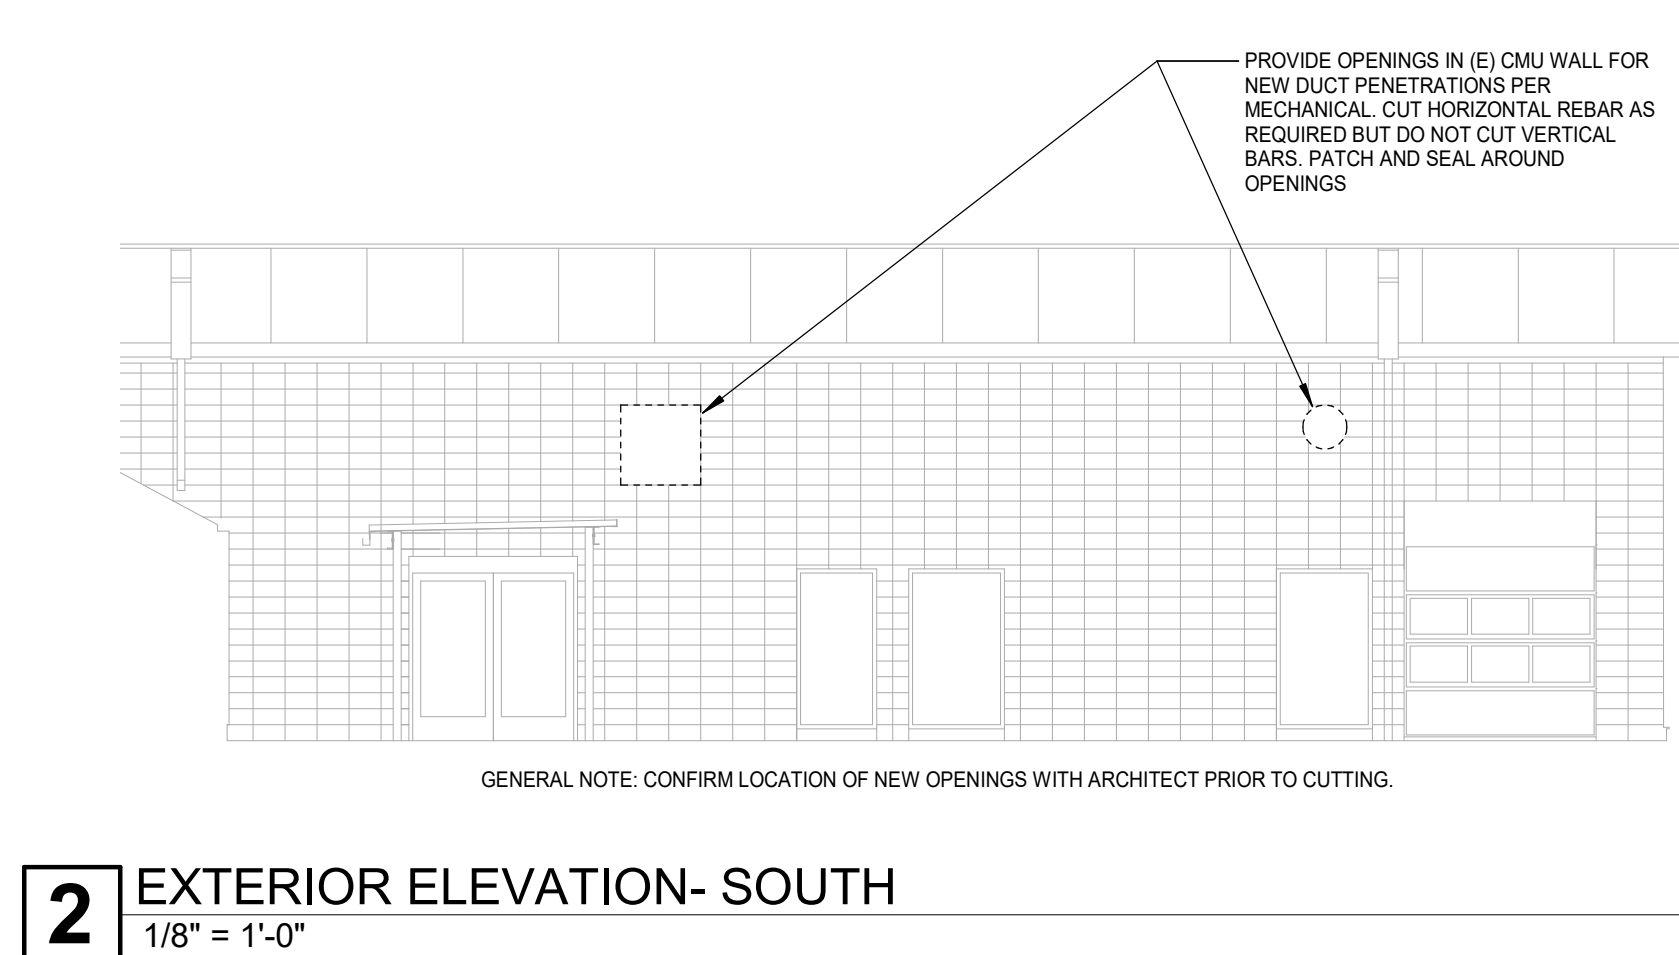 PROVIDE OPENINGS IN (E) CMU WALL FOR
NEW DUCT PENETRATIONS PER
MECHANICAL. CUT HORIZONTAL REBAR AS
REQUIRED BUT DO NOT CUT VERTICAL
BARS. PATCH AND SEAL AROUND
OPENINGS
GENERAL NOTE: CONFIRM LOCATION OF NEW OPENINGS WITH ARCHITECT PRIOR TO CUTTING.
2
EXTERIOR ELEVATION- SOUTH
1/8" = 1'-0"